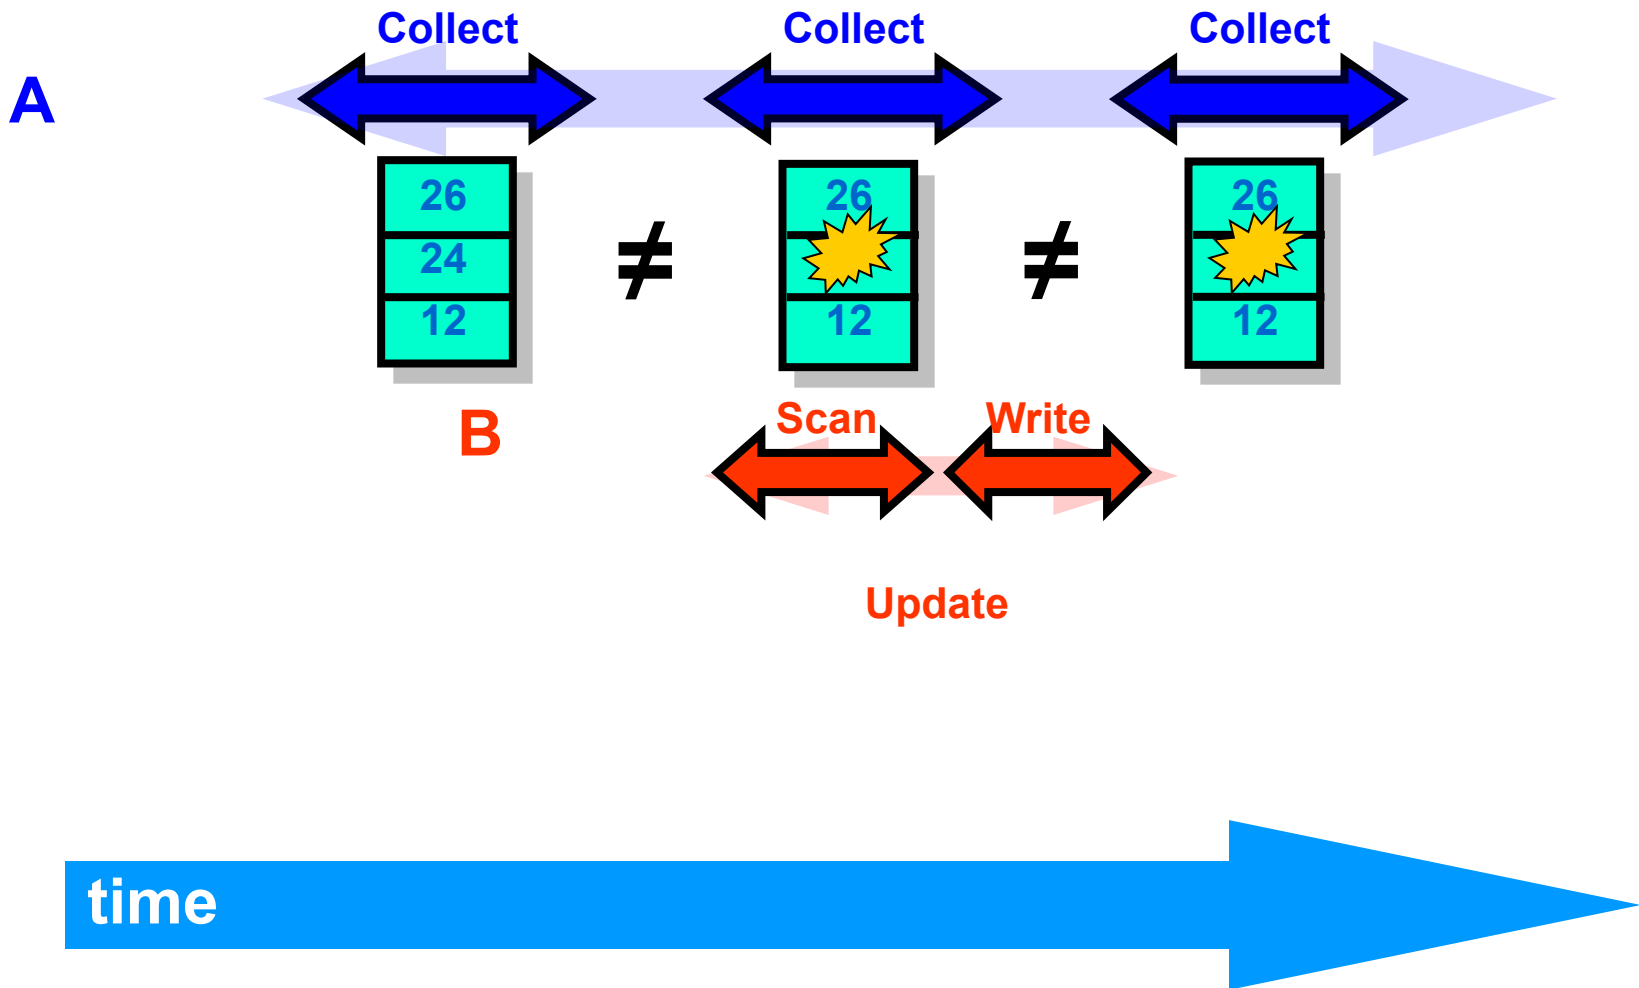 Collect Collect Collect
A
26 26 26
≠ ≠
24
12 12 12
B
Scan Write
Update
time